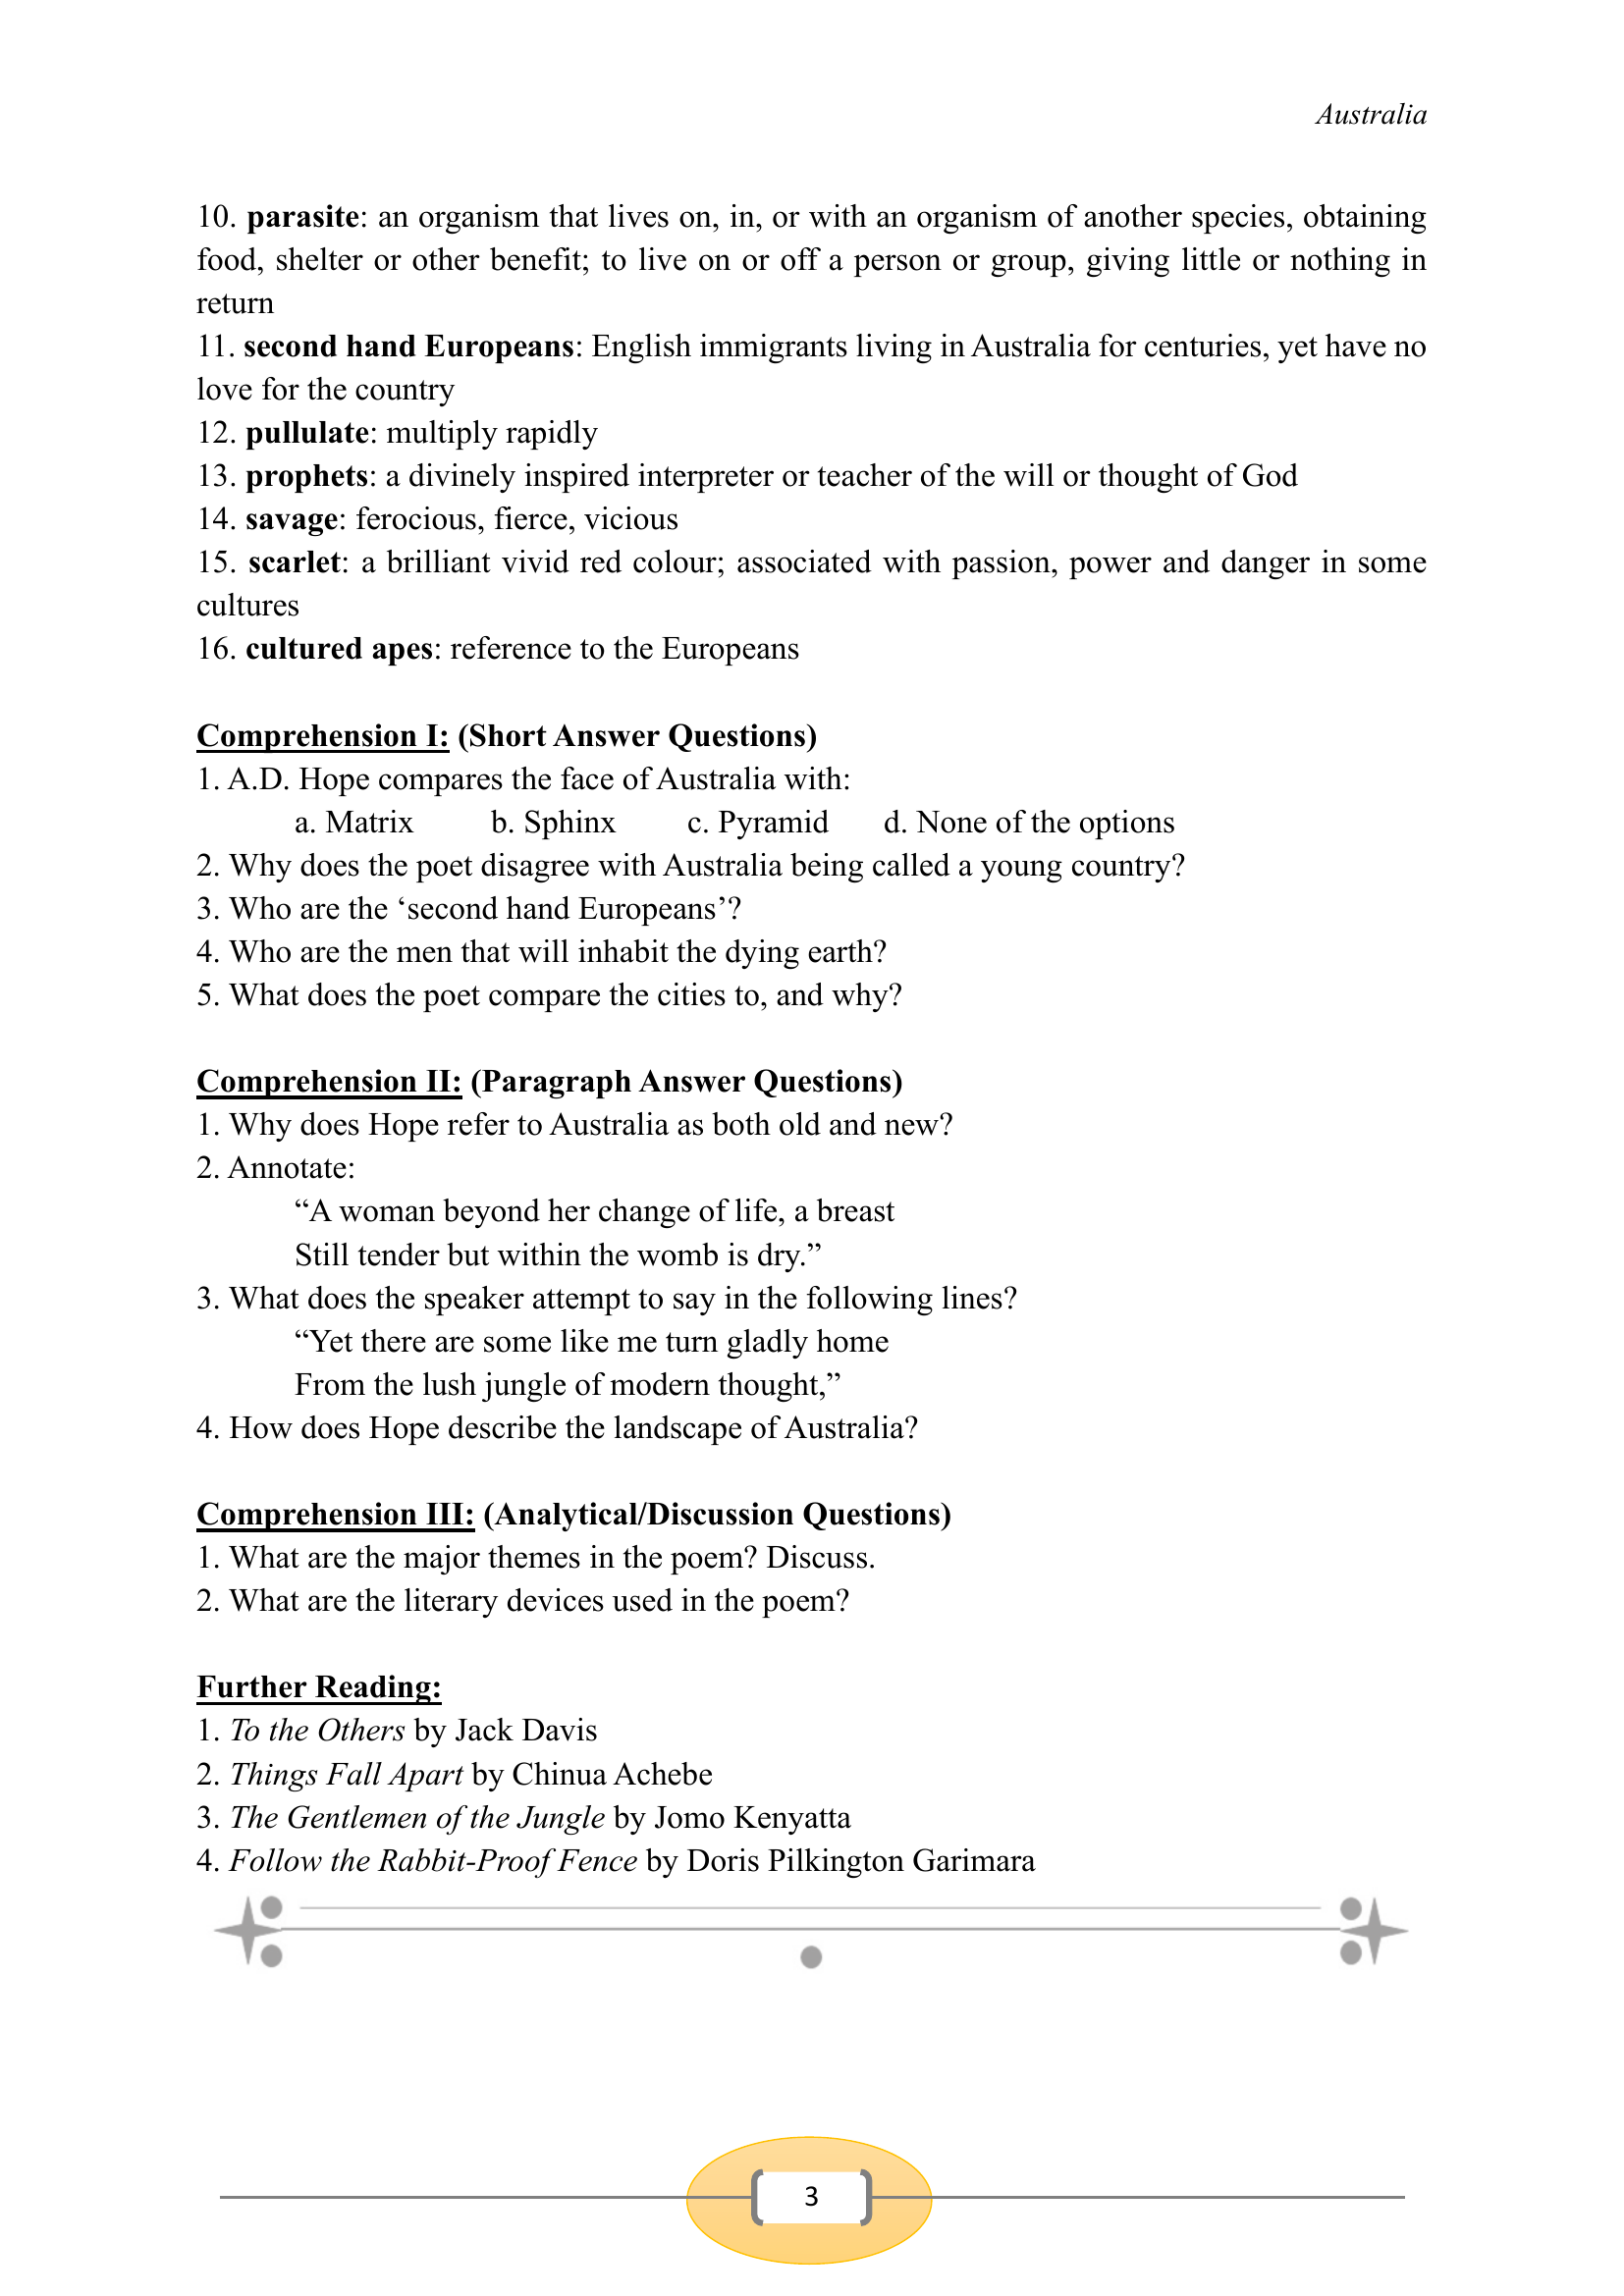 Australia
10. parasite: an organism that lives on, in, or with an organism of another species, obtaining
food, shelter or other benefit; to live on or off a person or group, giving little or nothing in
return
11. second hand Europeans: English immigrants living in Australia for centuries, yet have no
love for the country
12. pullulate: multiply rapidly
13. prophets: a divinely inspired interpreter or teacher of the will or thought of God
14. savage: ferocious, fierce, vicious
15. scarlet: a brilliant vivid red colour; associated with passion, power and danger in some
cultures
16. cultured apes: reference to the Europeans
Comprehension I: (Short Answer Questions)
1. A.D. Hope compares the face of Australia with:
a. Matrix b. Sphinx c. Pyramid d. None of the options
2. Why does the poet disagree with Australia being called a young country?
3. Who are the ‘second hand Europeans’?
4. Who are the men that will inhabit the dying earth?
5. What does the poet compare the cities to, and why?
Comprehension II: (Paragraph Answer Questions)
1. Why does Hope refer to Australia as both old and new?
2. Annotate:
“A woman beyond her change of life, a breast
Still tender but within the womb is dry.”
3. What does the speaker attempt to say in the following lines?
“Yet there are some like me turn gladly home
From the lush jungle of modern thought,”
4. How does Hope describe the landscape of Australia?
Comprehension III: (Analytical/Discussion Questions)
1. What are the major themes in the poem? Discuss.
2. What are the literary devices used in the poem?
Further Reading:
1. To the Others by Jack Davis
2. Things Fall Apart by Chinua Achebe
3. The Gentlemen of the Jungle by Jomo Kenyatta
4. Follow the Rabbit-Proof Fence by Doris Pilkington Garimara
3